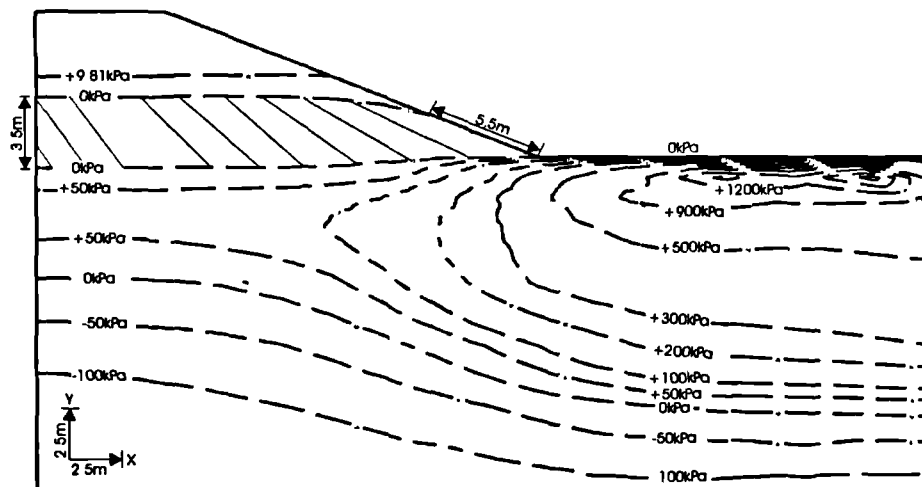 +9 81kPa
0kPa
3 5m
5.5m
0kPa
0kPa
+50kPa
+1200kPa
+900kPa
+50kPa
+500kPa
0kPa
-50kPa
+300kPa
+200kPa
-100kPa
+100kPa
+50kPa
0kPa
Y
2 5m
2 5m
X
-50kPa
100kPa